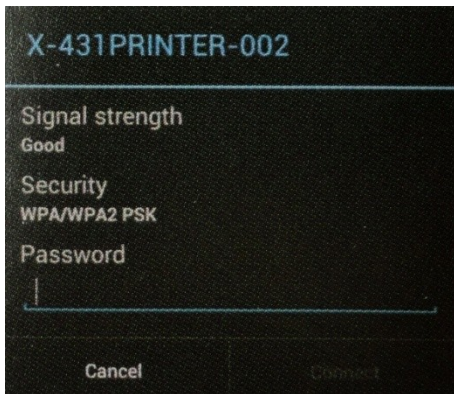 X-431PRINTER-002
Signal strength
Good
Security
WPA/WPA2 PSK
Password
Cancel
Connect